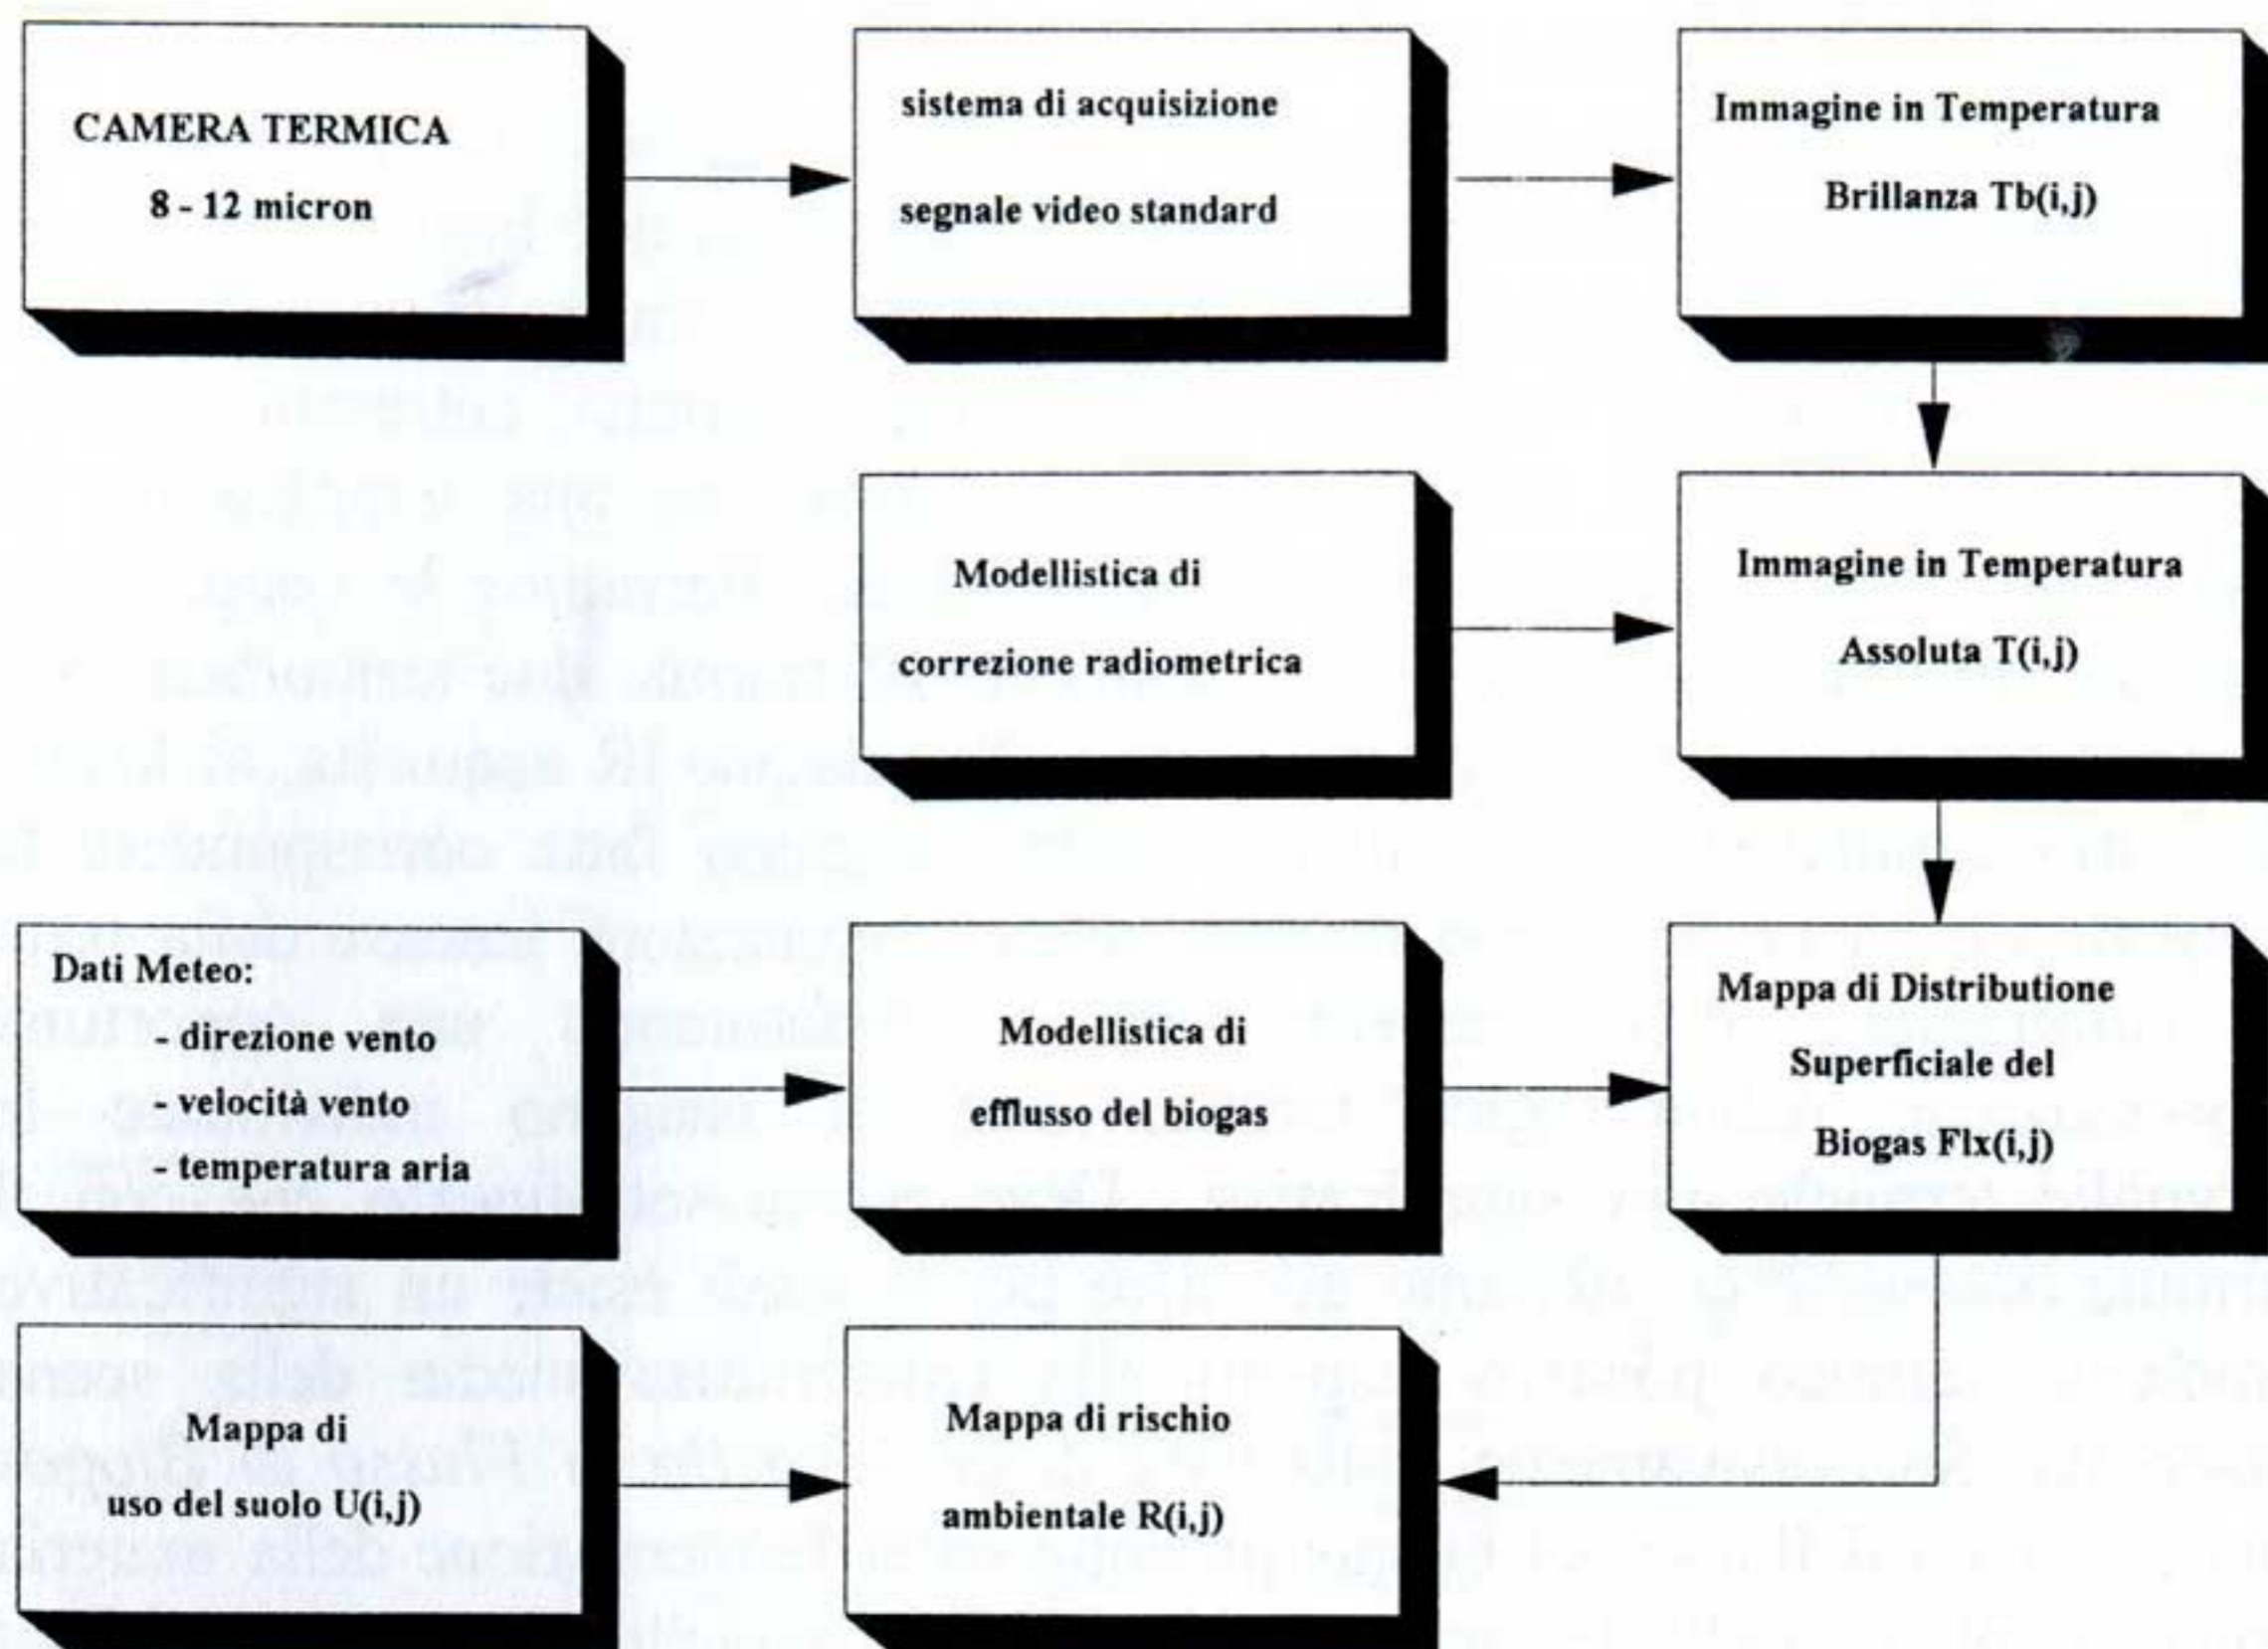 CAMERA TERMICA
8 - 12 micron
sistema di acquisizione
segnale video standard
Immagine in Temperatura
Brillanza Tb(i,j)
Modellistica di
correzione radiometrica
Immagine in Temperatura
Assoluta T(i,j)
Dati Meteo:
- direzione vento
- velocità vento
- temperatura aria
Modellistica di
efflusso del biogas
Mappa di Distributione
Superficiale del
Biogas Flx(i,j)
Mappa di
uso del suolo U(i,j)
Mappa di rischio
ambientale R(i,j)